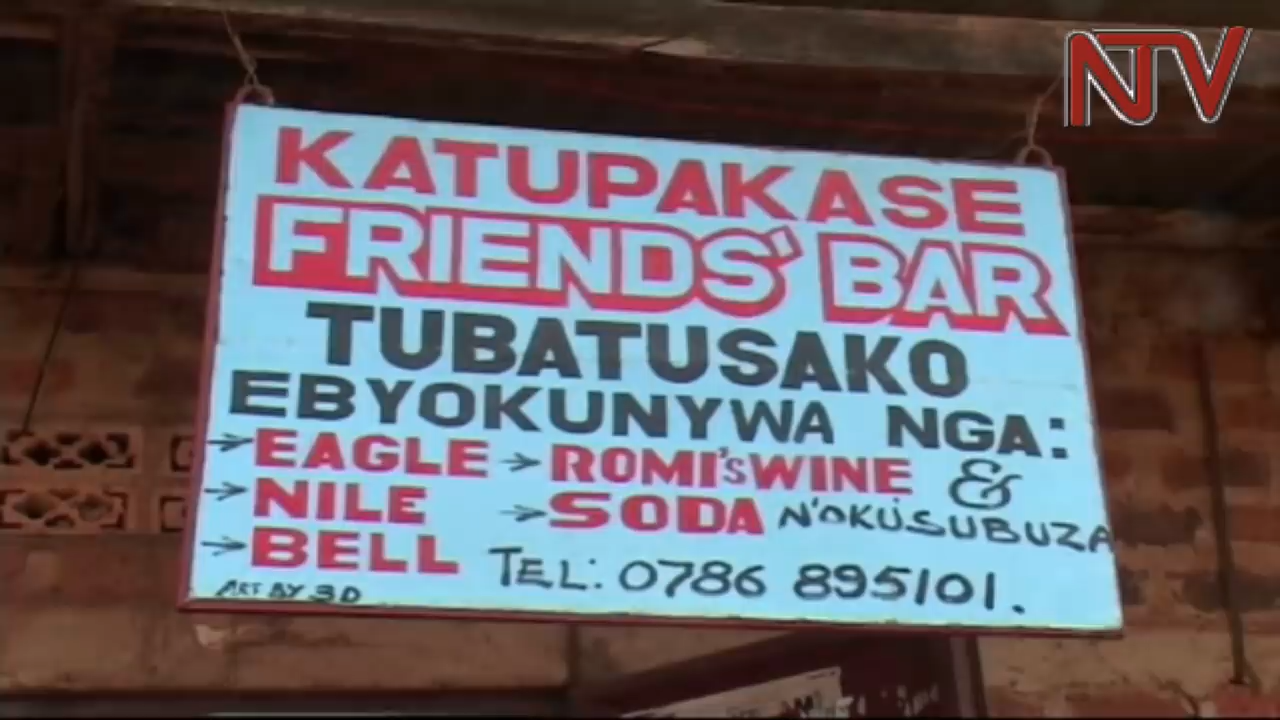 NTV
KATUPAKASE
FRIENDS' BAR
TUBATUSAKO
EBYOKUNYWA NGA:
→EAGLE →ROMI'S WINE &
→NILE →SODA N'OKUSUBUZA
→BELL TEL: 0786 895101.
ART BY 3D